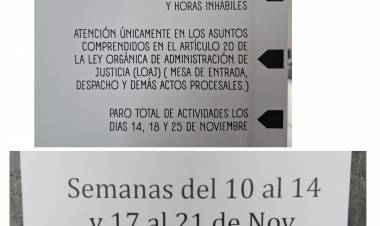 Y HORAS INHÁBILES
ATENCIÓN ÚNICAMENTE EN LOS ASUNTOS
COMPRENDIDOS EN EL ARTÍCULO 20 DE
LA LEY ORGÁNICA DE ADMINISTRACIÓN DE
JUSTICIA (LOAJ) ( MESA DE ENTRADA,
DESPACHO Y DEMÁS ACTOS PROCESALES.)
PARO TOTAL DE ACTIVIDADES LOS
DIAS 14, 18 Y 25 DE NOVIEMBRE
Semanas del 10 al 14
y 17 al 21 de Nov